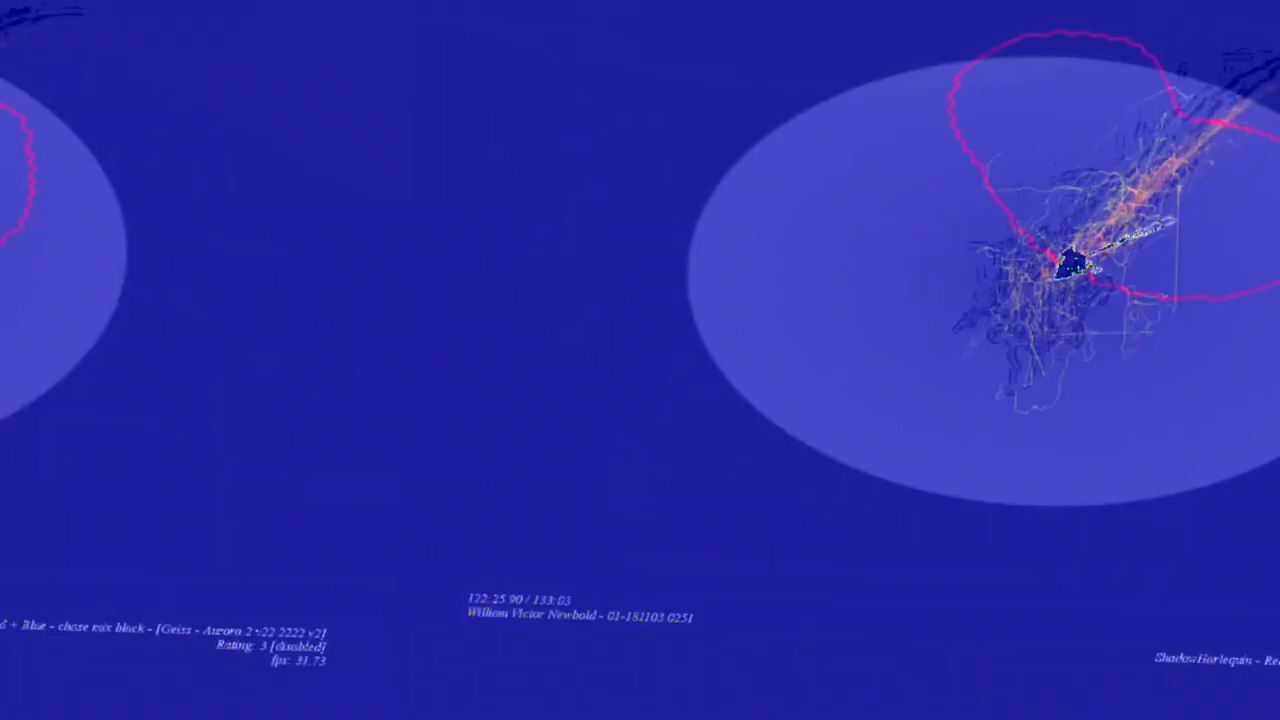 + Blue - chase mix black - [Geiss - Aurora 2 v22 2222 v2]
Rating: 3 [disabled]
fps: 31.73
122:25.90 / 133:03
William Victor Newbold - 01-181103 0251
ShadowHarlequin - Re